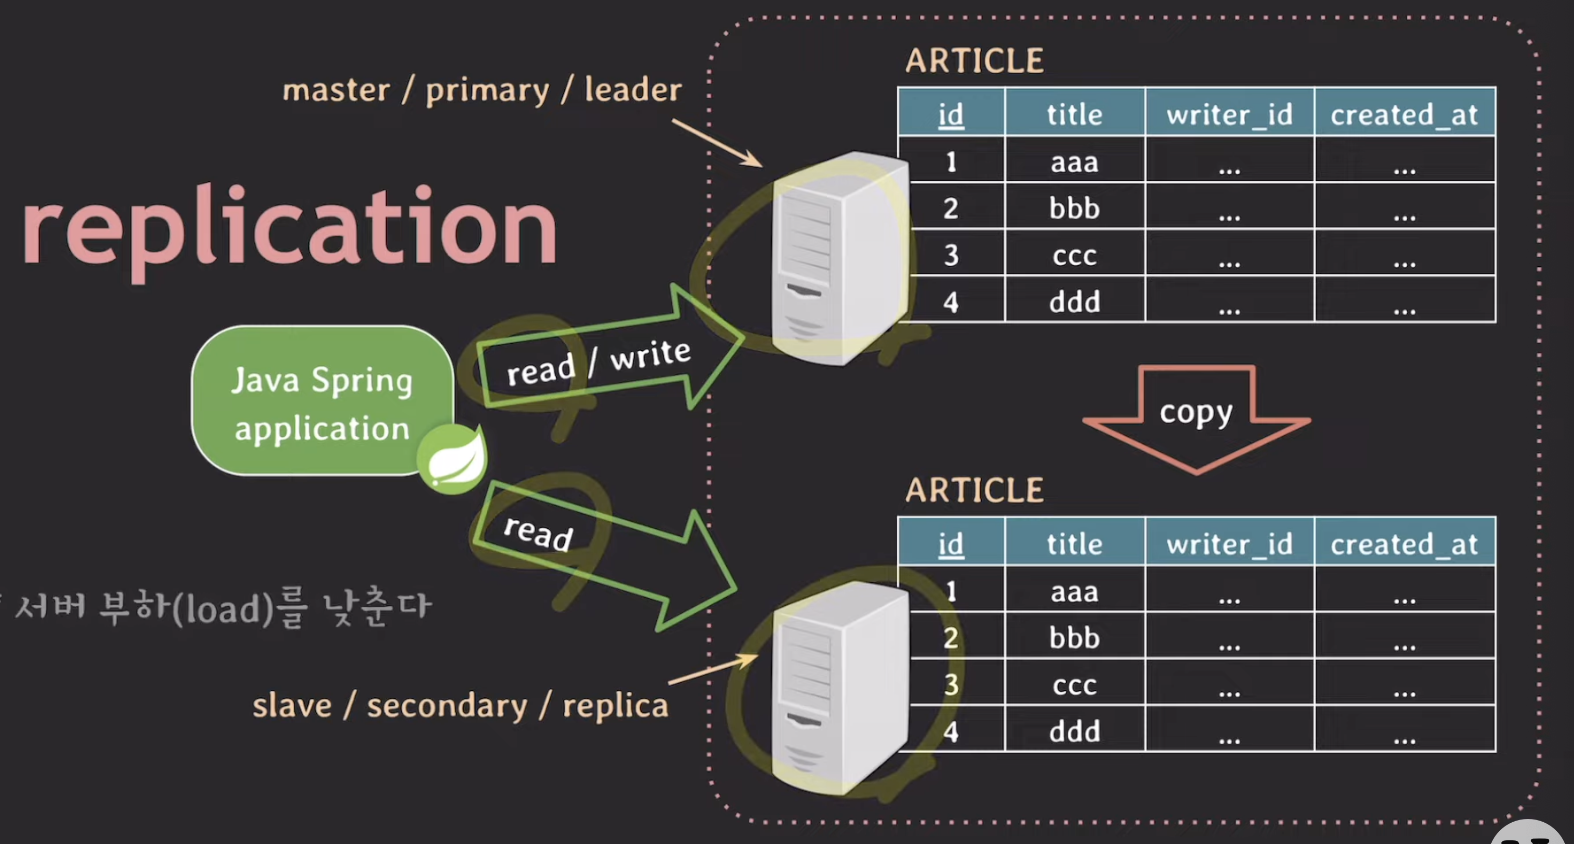 master / primary / leader
replication
Java Spring
application
read / write
read
서버 부하(load)를 낮춘다
slave / secondary / replica
ARTICLE
id title writer_id created_at
1 aaa ... ...
2 bbb ... ...
3 ccc ... ...
4 ddd ... ...
copy
ARTICLE
id title writer_id created_at
1 aaa ... ...
2 bbb ... ...
3 ccc ... ...
4 ddd ... ...